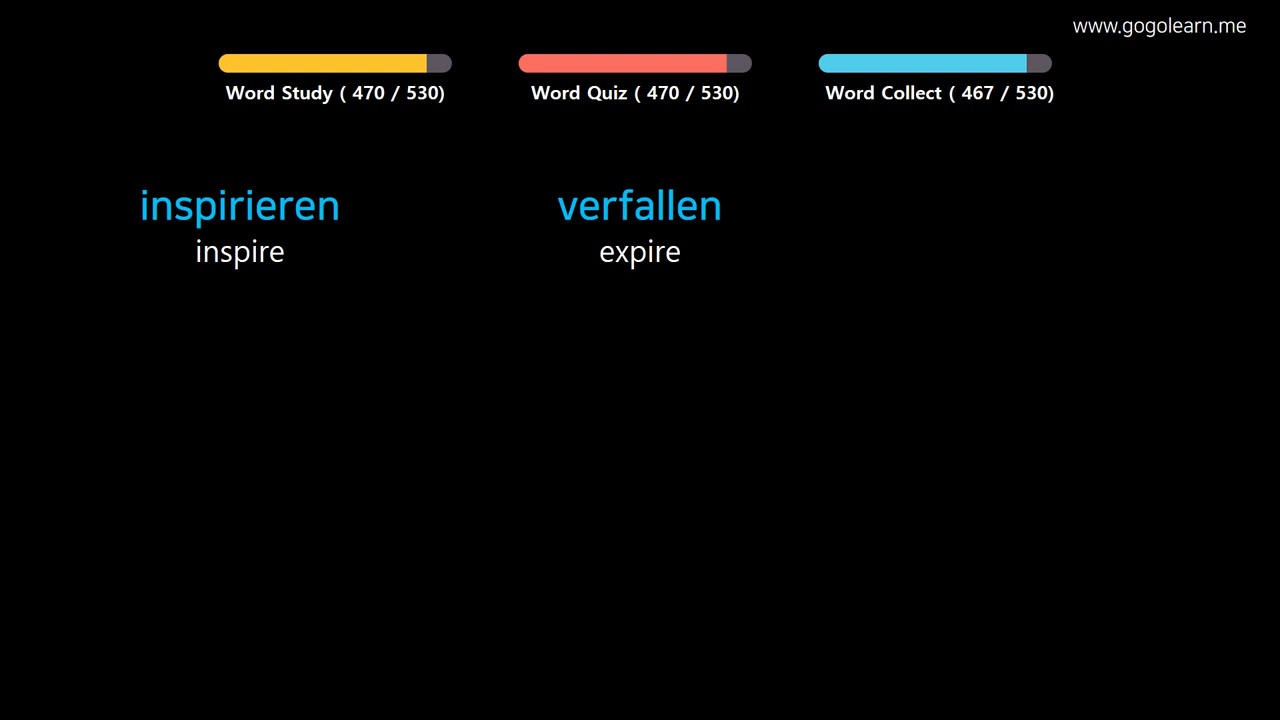 www.gogolearn.me
Word Study ( 470 / 530)
Word Quiz ( 470 / 530)
Word Collect ( 467 / 530)
inspirieren
inspire
verfallen
expire